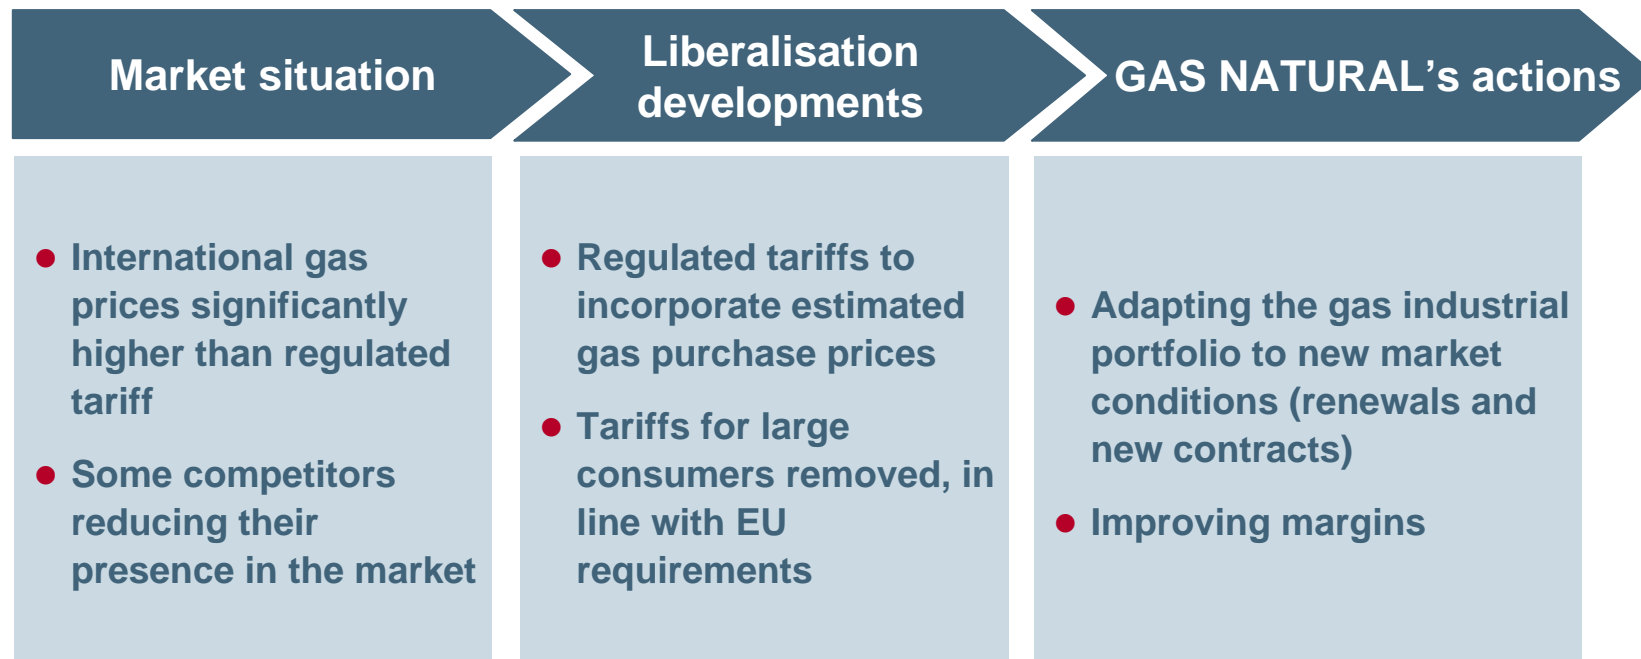 Market situation
Liberalisation
developments
GAS NATURAL's actions
● International gas
prices significantly
higher than regulated
tariff
● Some competitors
reducing their
presence in the market
● Regulated tariffs to
incorporate estimated
gas purchase prices
● Tariffs for large
consumers removed, in
line with EU
requirements
● Adapting the gas industrial
portfolio to new market
conditions (renewals and
new contracts)
● Improving margins